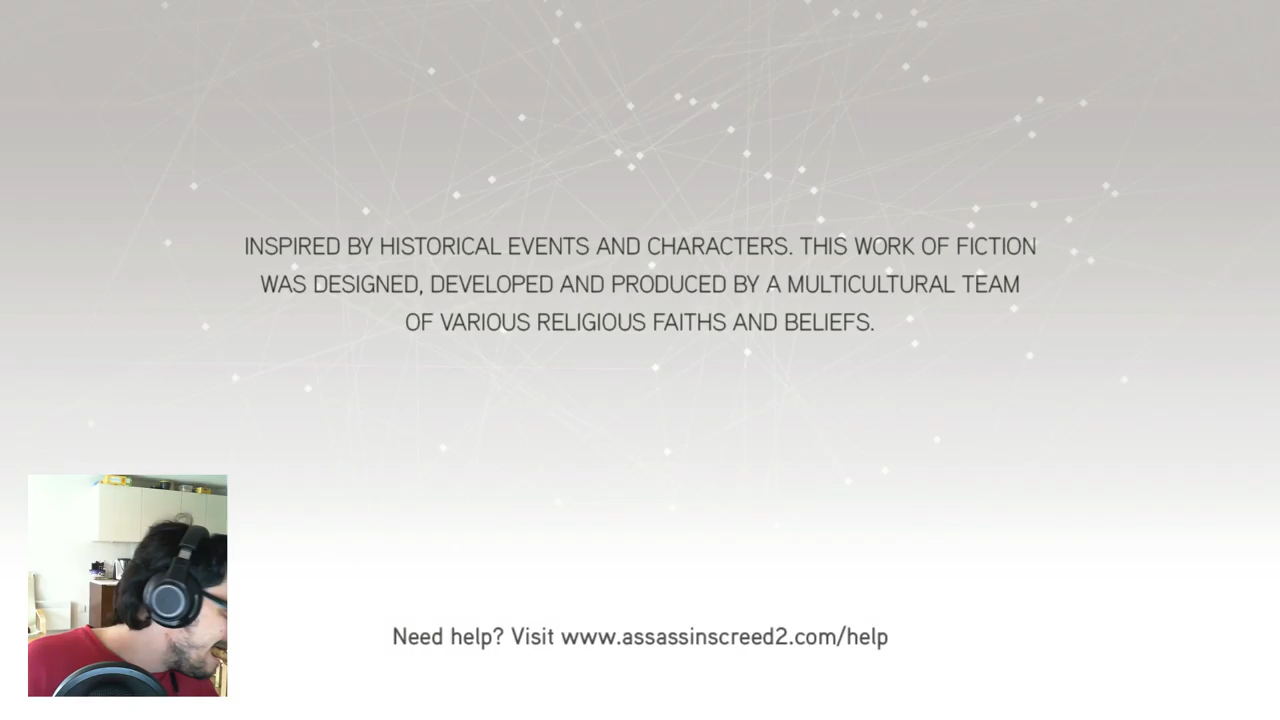 INSPIRED BY HISTORICAL EVENTS AND CHARACTERS. THIS WORK OF FICTION
WAS DESIGNED, DEVELOPED AND PRODUCED BY A MULTICULTURAL TEAM
OF VARIOUS RELIGIOUS FAITHS AND BELIEFS.
Need help? Visit www.assassinscreed2.com/help